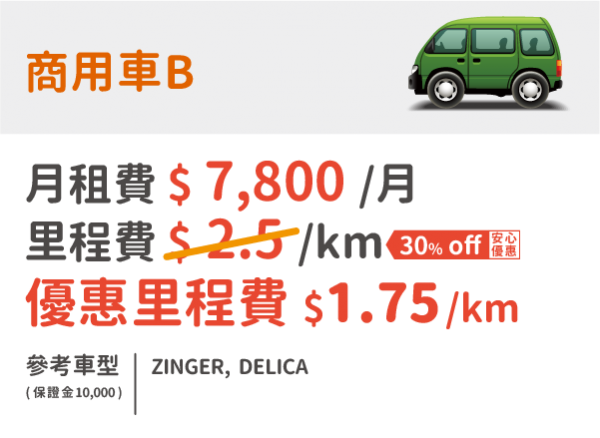 商用車B
月租費 $ 7,800 /月
里程費 $ 2.5 /km 30% off 安心優惠
優惠里程費 $1.75/km
參考車型 ZINGER, DELICA
(保證金10,000)